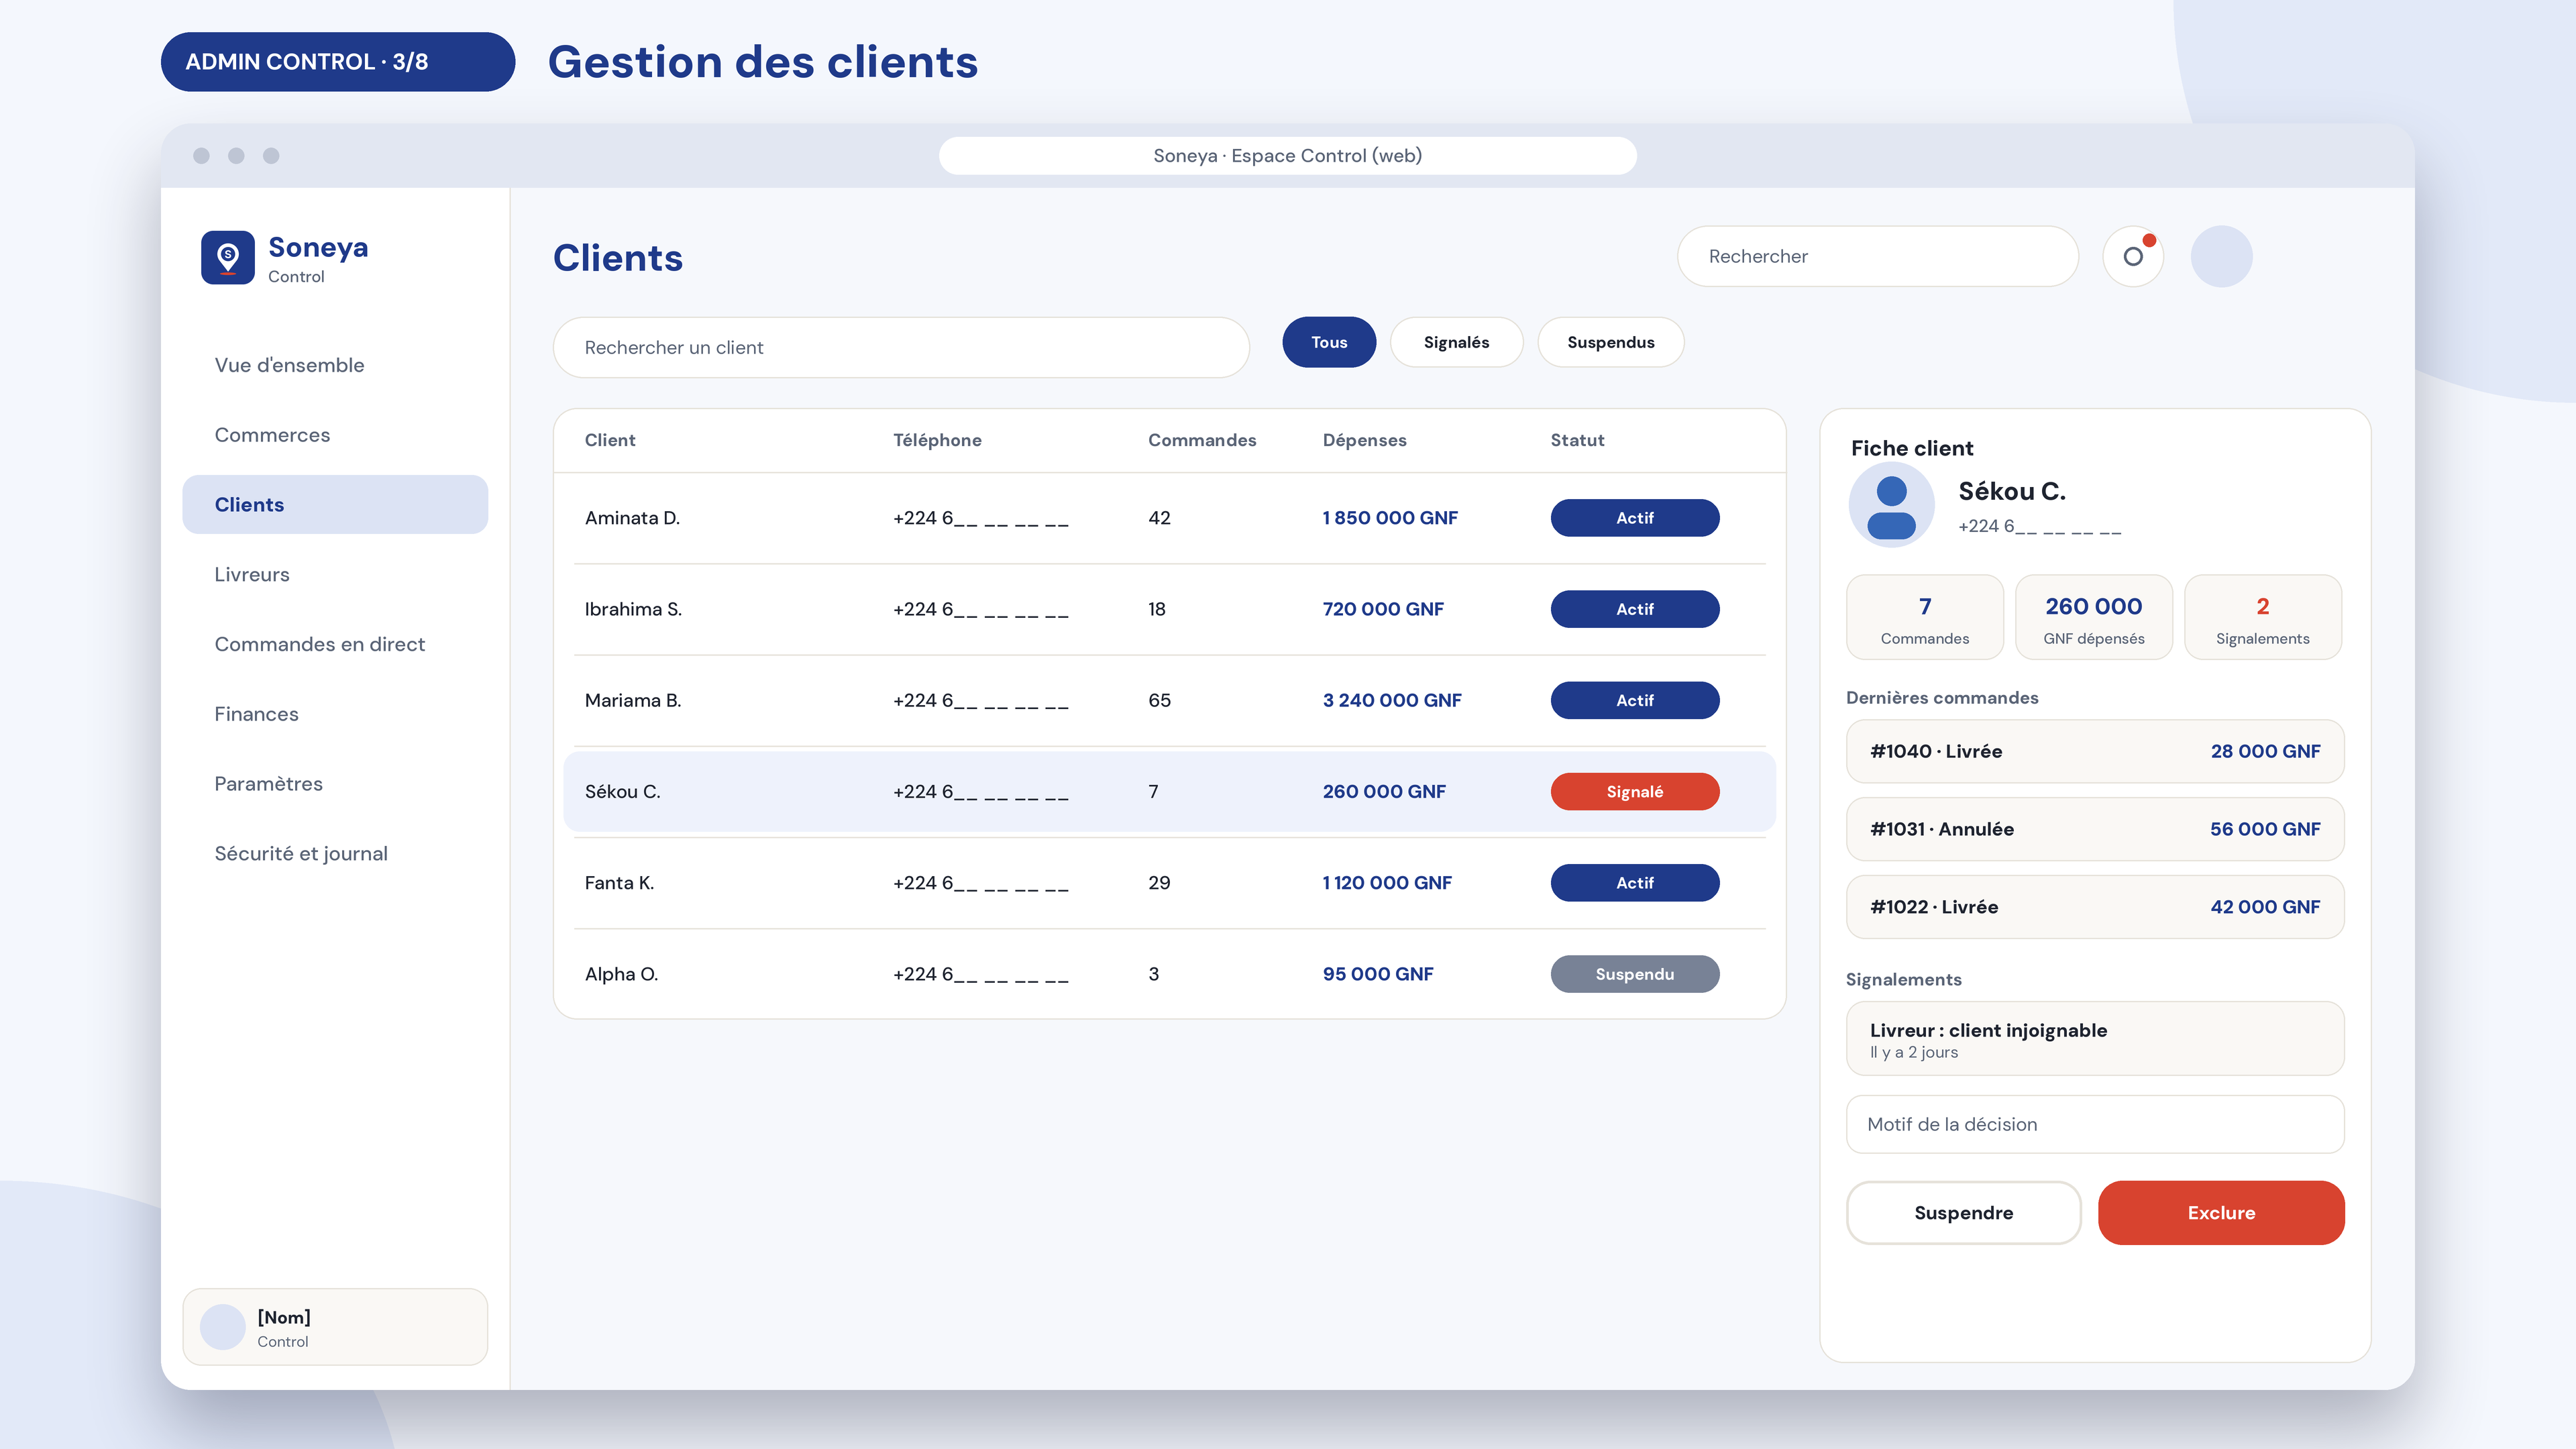 ADMIN CONTROL · 3/8
Gestion des clients
Soneya · Espace Control (web)
S
Soneya
Control
Vue d'ensemble
Commerces
Clients
Livreurs
Commandes en direct
Finances
Paramètres
Sécurité et journal
[Nom]
Control
Clients
Rechercher
Rechercher un client
Tous
Signalés
Suspendus
Client Téléphone Commandes Dépenses Statut
Aminata D. +224 6__ __ __ __ 42 1 850 000 GNF Actif
Ibrahima S. +224 6__ __ __ __ 18 720 000 GNF Actif
Mariama B. +224 6__ __ __ __ 65 3 240 000 GNF Actif
Sékou C. +224 6__ __ __ __ 7 260 000 GNF Signalé
Fanta K. +224 6__ __ __ __ 29 1 120 000 GNF Actif
Alpha O. +224 6__ __ __ __ 3 95 000 GNF Suspendu
Fiche client
Sékou C.
+224 6__ __ __ __
7 260 000 2
Commandes GNF dépensés Signalements
Dernières commandes
#1040 · Livrée 28 000 GNF
#1031 · Annulée 56 000 GNF
#1022 · Livrée 42 000 GNF
Signalements
Livreur : client injoignable
Il y a 2 jours
Motif de la décision
Suspendre Exclure